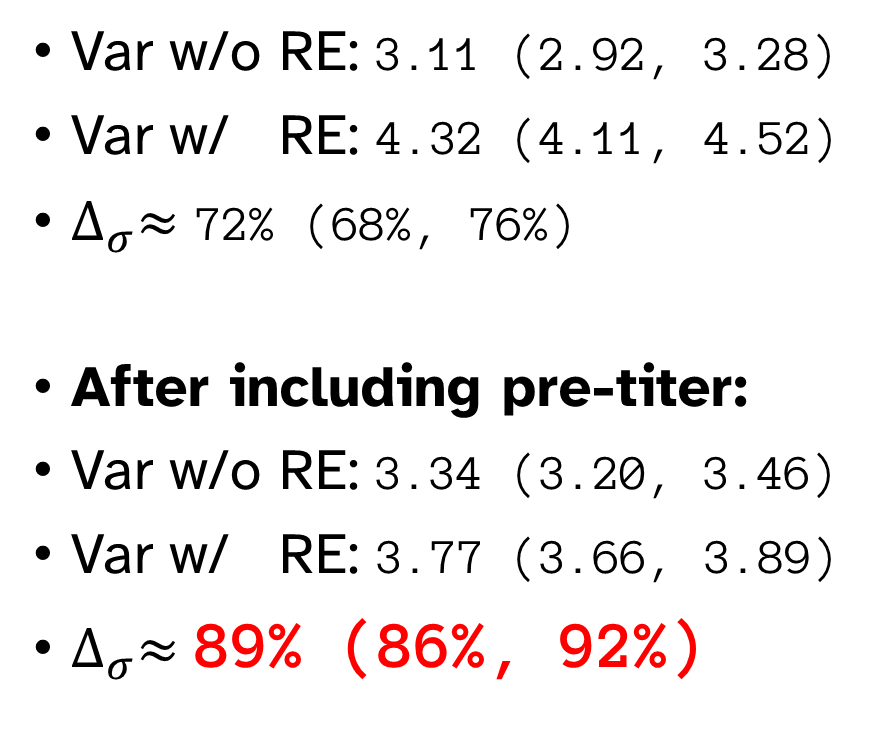 • Var w/o RE: 3.11 (2.92, 3.28)
• Var w/ RE: 4.32 (4.11, 4.52)
• Δσ≈ 72% (68%, 76%)
• After including pre-titer:
• Var w/o RE: 3.34 (3.20, 3.46)
• Var w/ RE: 3.77 (3.66, 3.89)
• Δσ≈ 89% (86%, 92%)